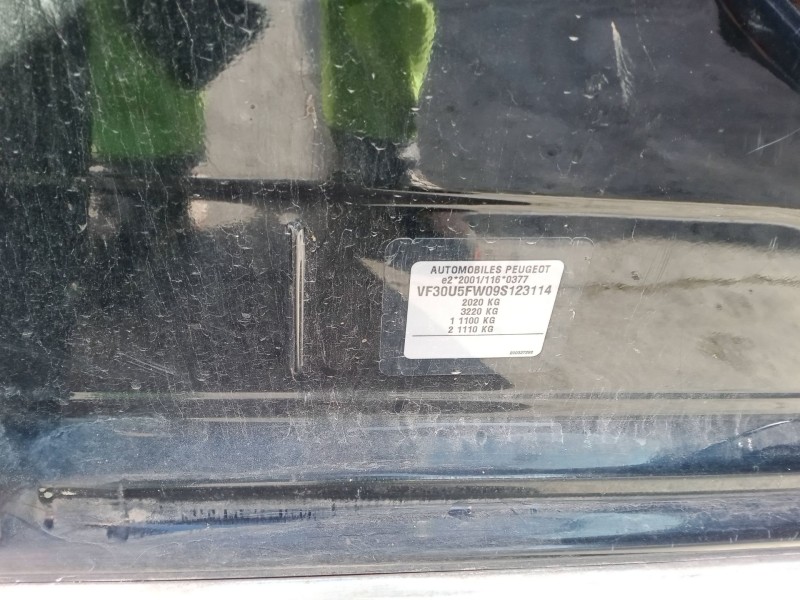 AUTOMOBILES PEUGEOT
e2*2001/116*0377
VF30U5FW09S123114
2020 KG
3220 KG
1 1100 KG
2 1110 KG